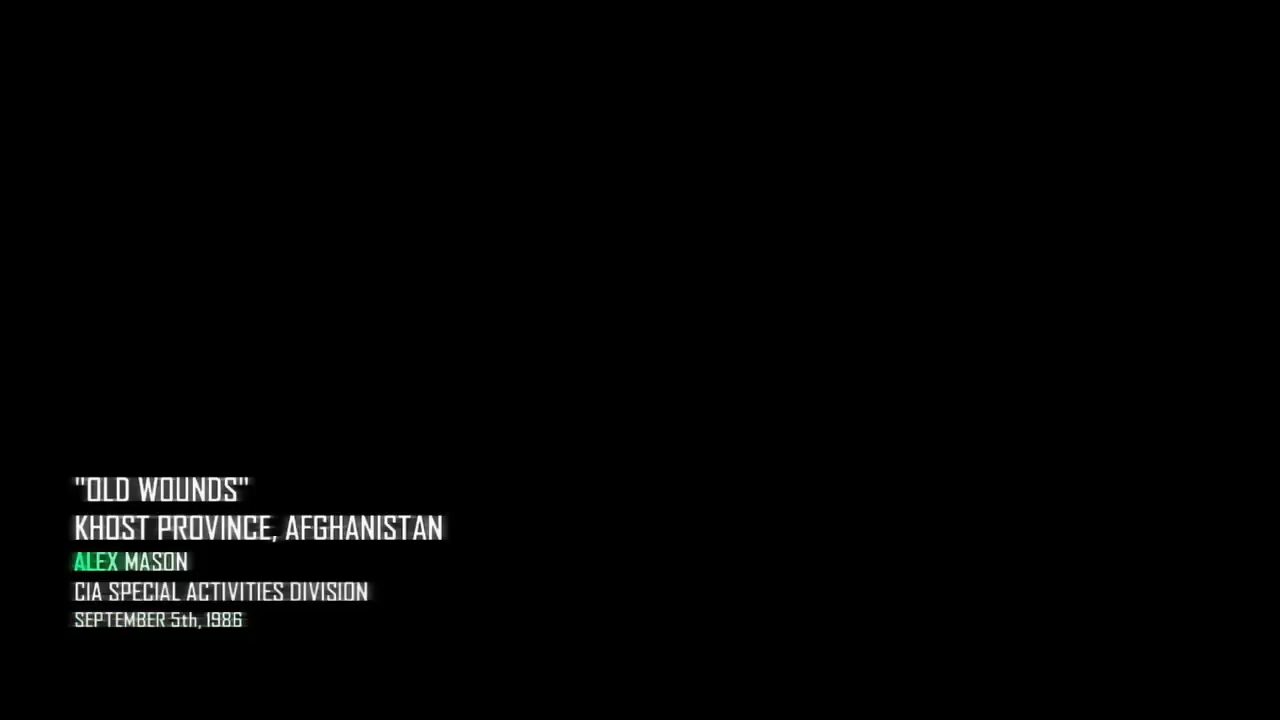 "OLD WOUNDS"
KHOST PROVINCE, AFGHANISTAN
ALEX MASON
CIA SPECIAL ACTIVITIES DIVISION
SEPTEMBER 5th, 1986